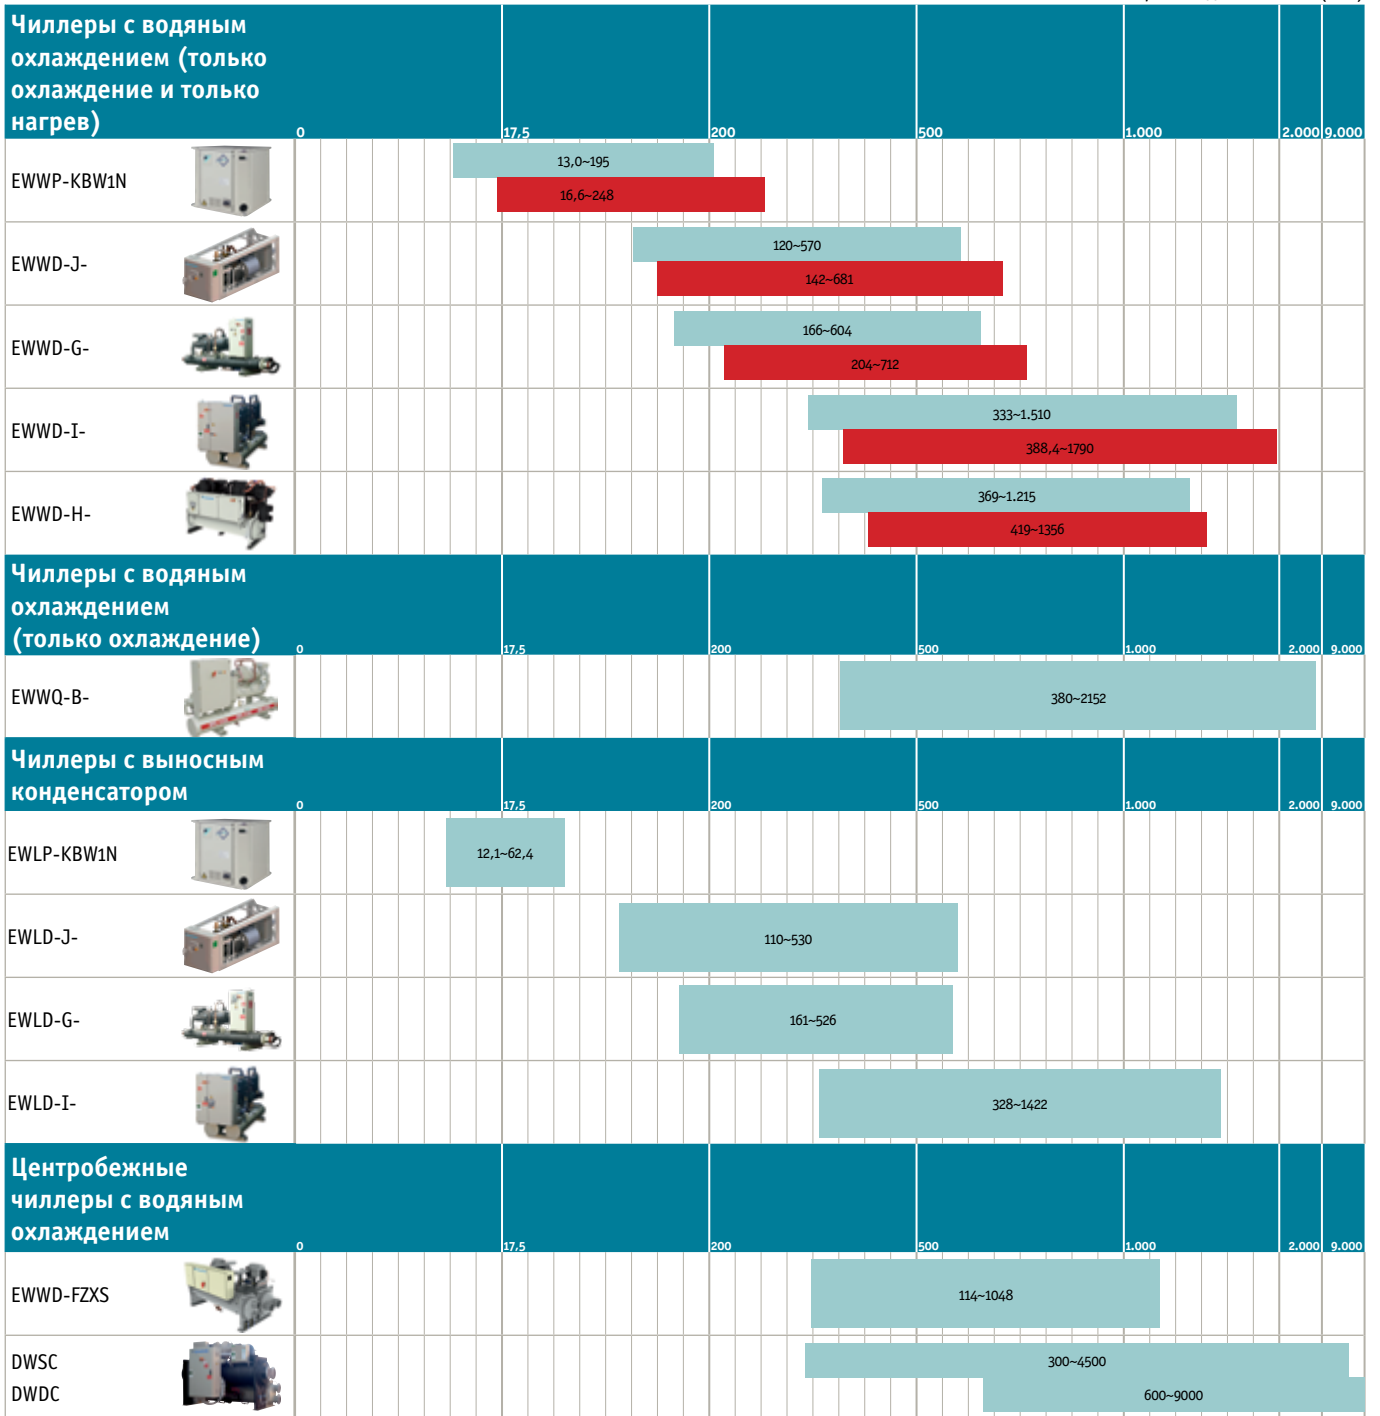 Чиллеры с водяным
охлаждением (только
охлаждение и только
нагрев)
0 17,5 200 500 1.000 2.000 9.000
EWWP-KBW1N
13,0~195
16,6~248
EWWD-J-
120~570
142~681
EWWD-G-
166~604
204~712
EWWD-I-
333~1.510
388,4~1790
EWWD-H-
369~1.215
419~1356
Чиллеры с водяным
охлаждением
(только охлаждение)
0 17,5 200 500 1.000 2.000 9.000
EWWQ-B-
380~2152
Чиллеры с выносным
конденсатором
0 17,5 200 500 1.000 2.000 9.000
EWLP-KBW1N
12,1~62,4
EWLD-J-
110~530
EWLD-G-
161~526
EWLD-I-
328~1422
Центробежные
чиллеры с водяным
охлаждением
0 17,5 200 500 1.000 2.000 9.000
EWWD-FZXS
114~1048
DWSC
300~4500
DWDC
600~9000